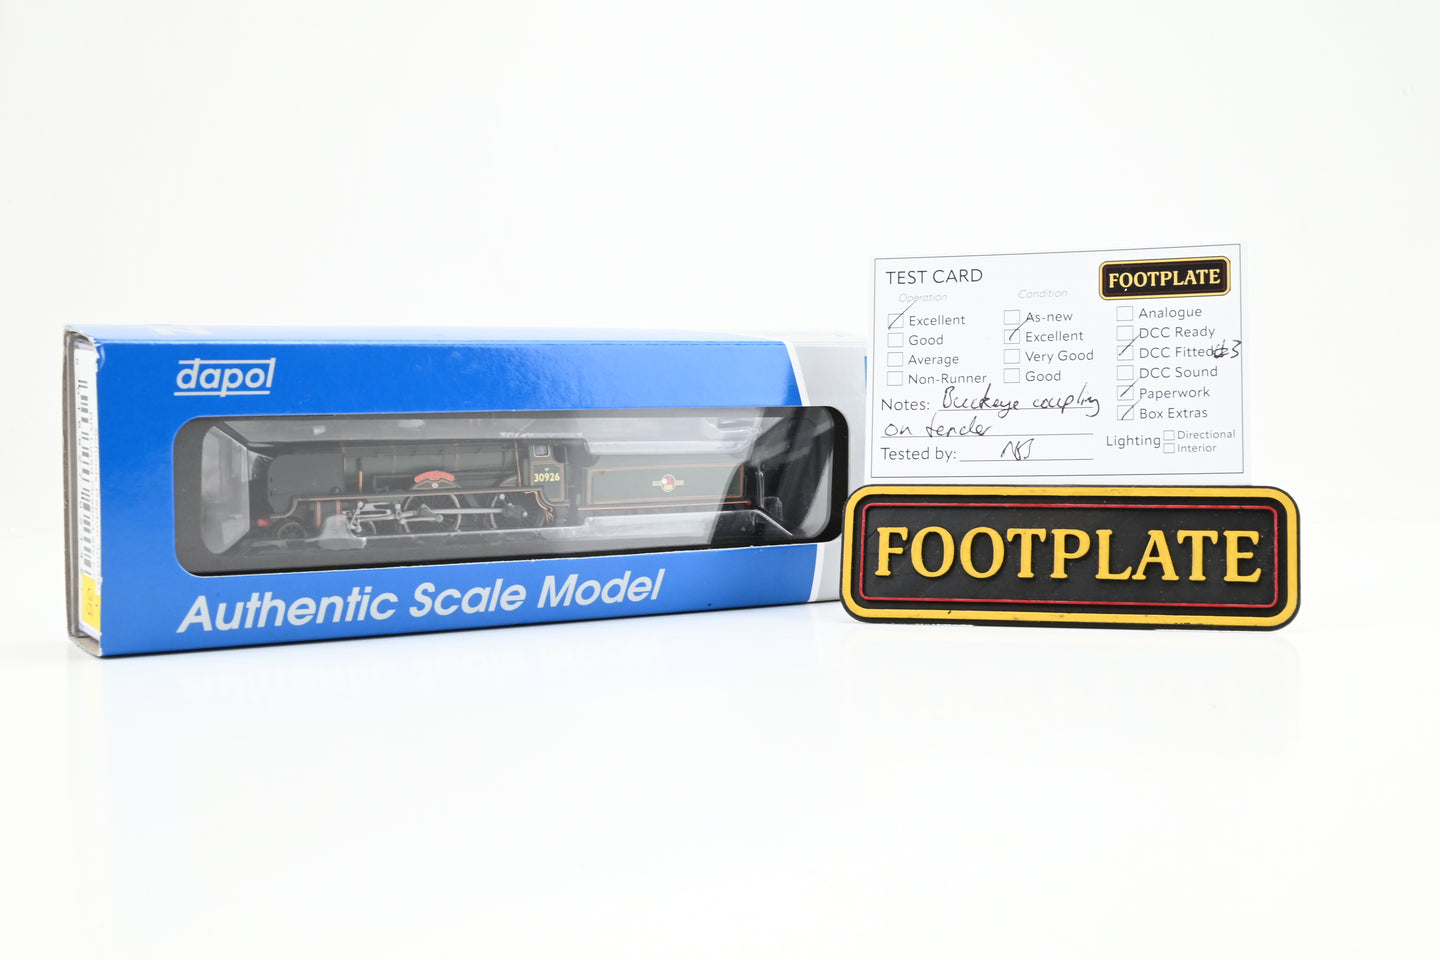 dapol
30926
Authentic Scale Model
TEST CARD
FOOTPLATE
Operation
Excellent
Good
Average
Non-Runner
Condition
As-new
Excellent
Very Good
Good
Analogue
DCC Ready
DCC Fitted #3
DCC Sound
Paperwork
Box Extras
Notes: Buckeye coupling
on tender
Lighting
Directional
Interior
Tested by:
FOOTPLATE